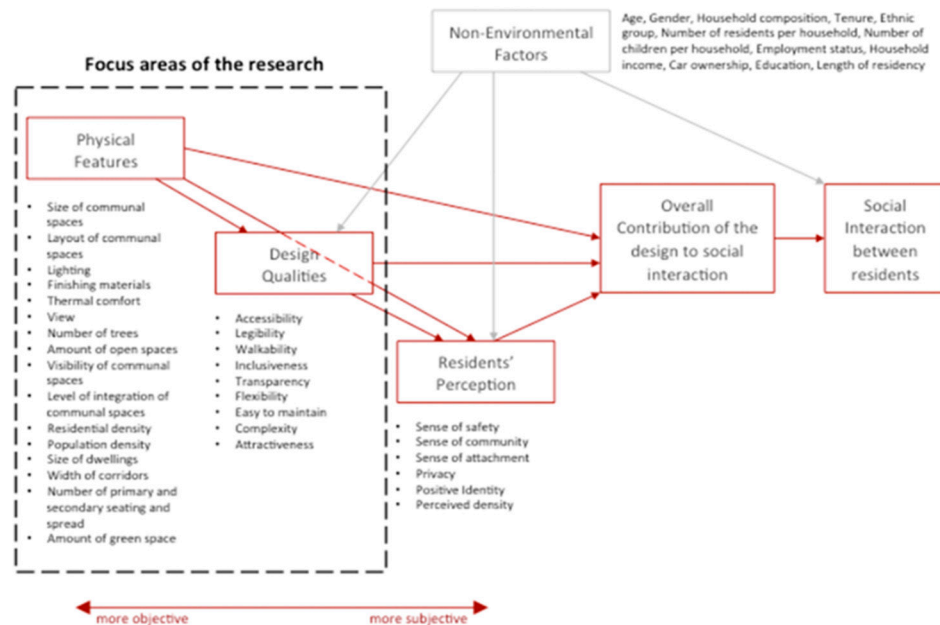 Non-Environmental
Factors
Age, Gender, Household composition, Tenure, Ethnic
group, Number of residents per household, Number of
children per household, Employment status, Household
income, Car ownership, Education, Length of residency
Focus areas of the research
Physical
Features
• Size of communal
spaces
• Layout of communal
spaces
• Lighting
• Finishing materials
• Thermal comfort
• View
• Number of trees
• Amount of open spaces
• Visibility of communal
spaces
• Level of integration of
communal spaces
• Residential density
• Population density
• Size of dwellings
• Width of corridors
• Number of primary and
secondary seating and
spread
• Amount of green space
Design
Qualities
• Accessibility
• Legibility
• Walkability
• Inclusiveness
• Transparency
• Flexibility
• Easy to maintain
• Complexity
• Attractiveness
Residents’
Perception
• Sense of safety
• Sense of community
• Sense of attachment
• Privacy
• Positive Identity
• Perceived density
Overall
Contribution of the
design to social
interaction
Social
Interaction
between
residents
more objective
more subjective